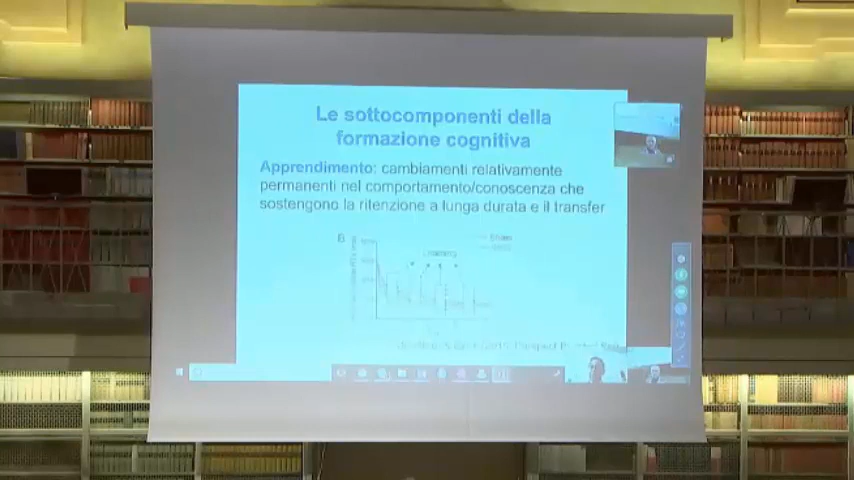 Le sottocomponenti della
formazione cognitiva
Apprendimento: cambiamenti relativamente
permanenti nel comportamento/conoscenza che
sostengono la ritenzione a lunga durata e il transfer
B
Sham